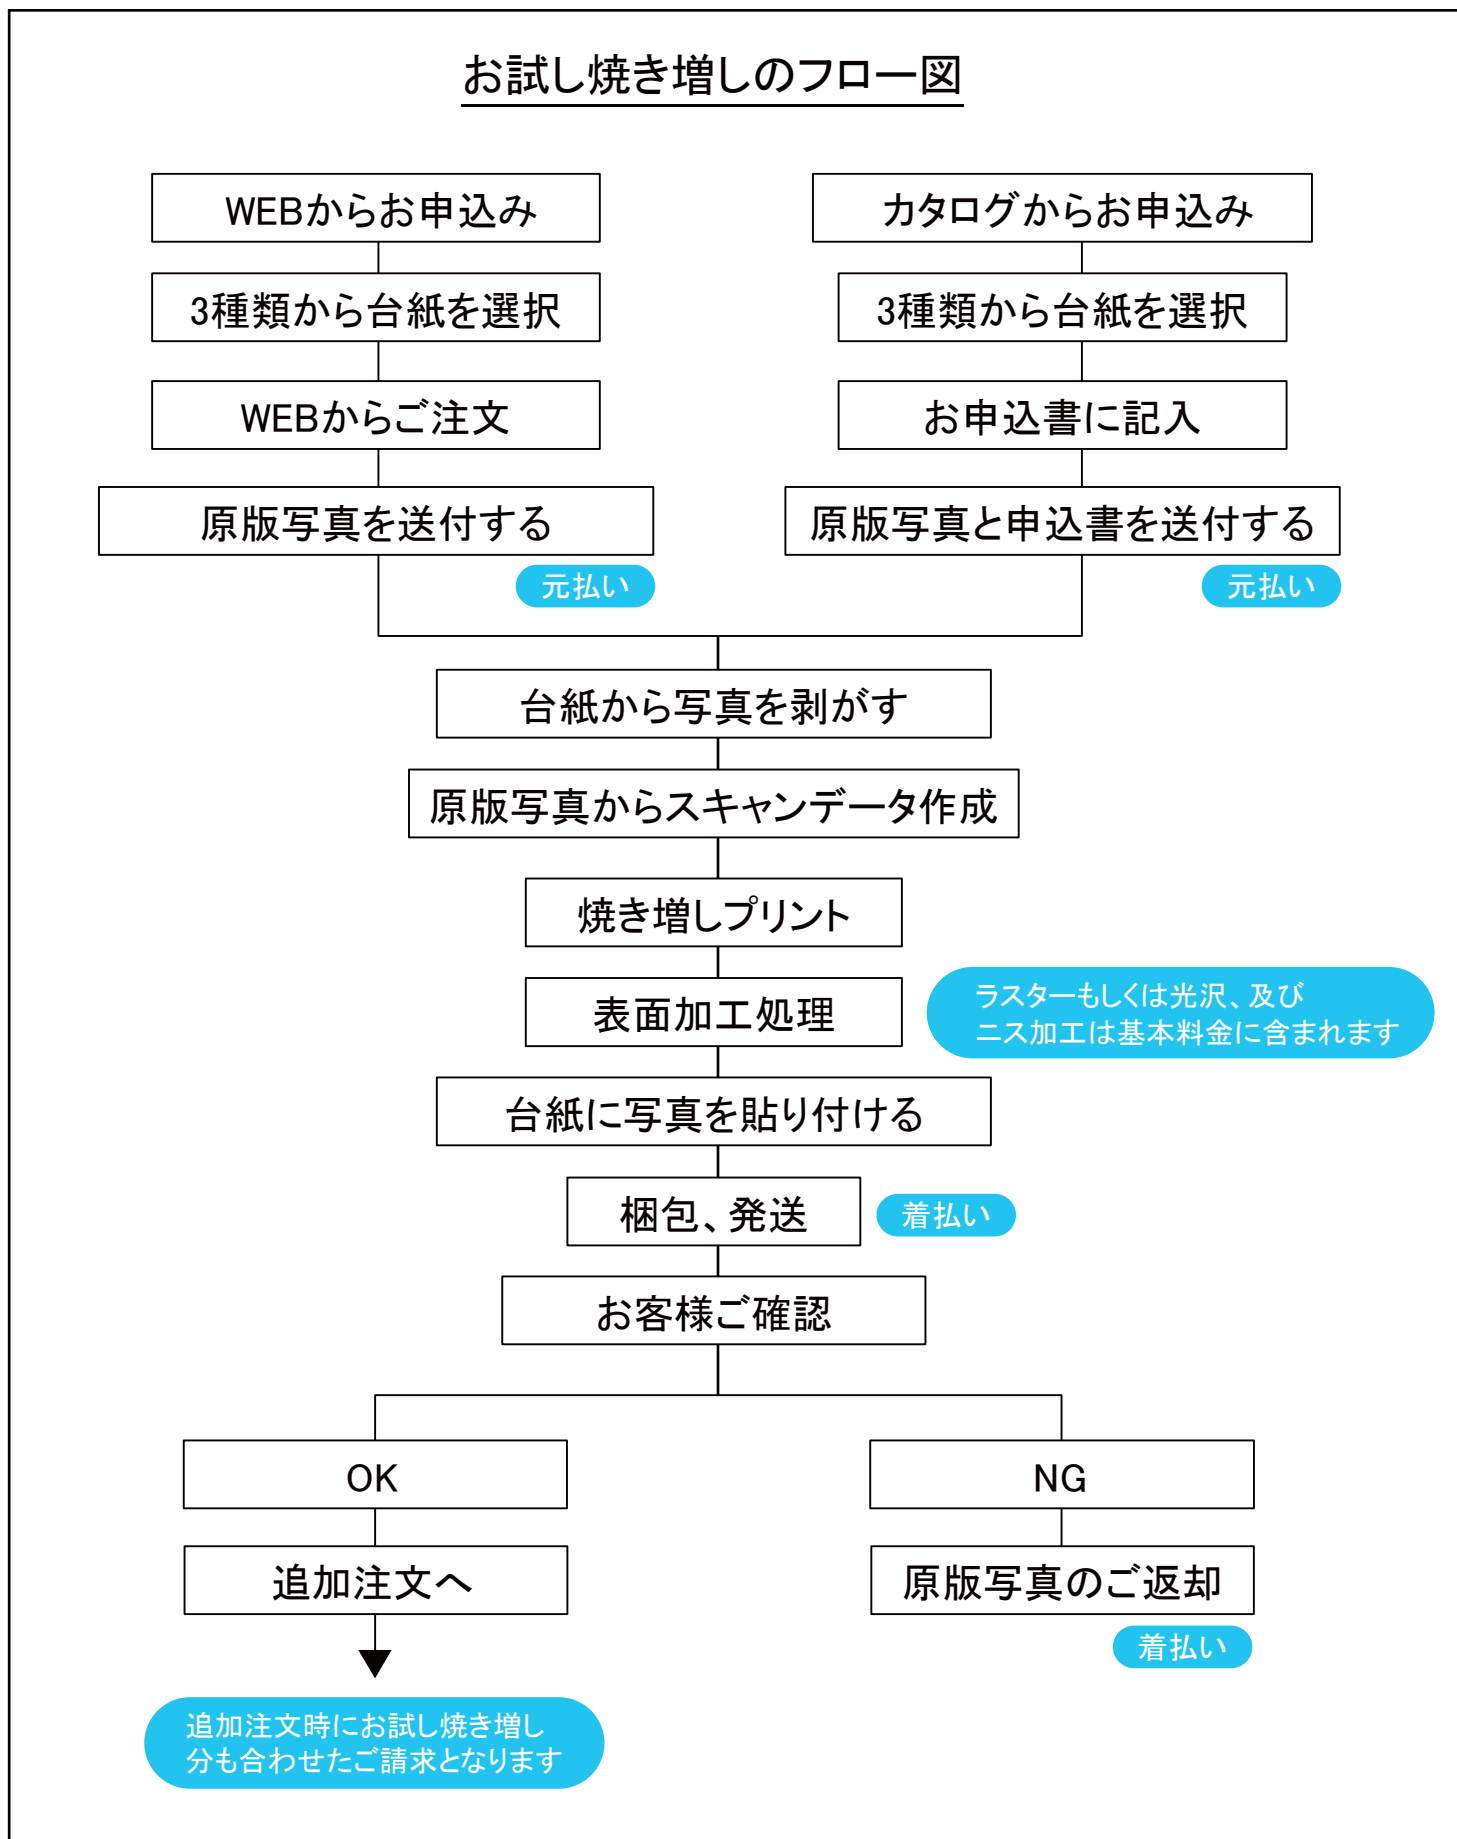 お試し焼き増しのフロー図
WEBからお申込み
3種類から台紙を選択
WEBからご注文
原版写真を送付する
元払い
カタログからお申込み
3種類から台紙を選択
お申込書に記入
原版写真と申込書を送付する
元払い
台紙から写真を剥がす
原版写真からスキャンデータ作成
焼き増しプリント
表面加工処理
ラスターもしくは光沢、及び
ニス加工は基本料金に含まれます
台紙に写真を貼り付ける
梱包、発送
着払い
お客様ご確認
OK
追加注文へ
追加注文時にお試し焼き増し
分も合わせたご請求となります
NG
原版写真のご返却
着払い